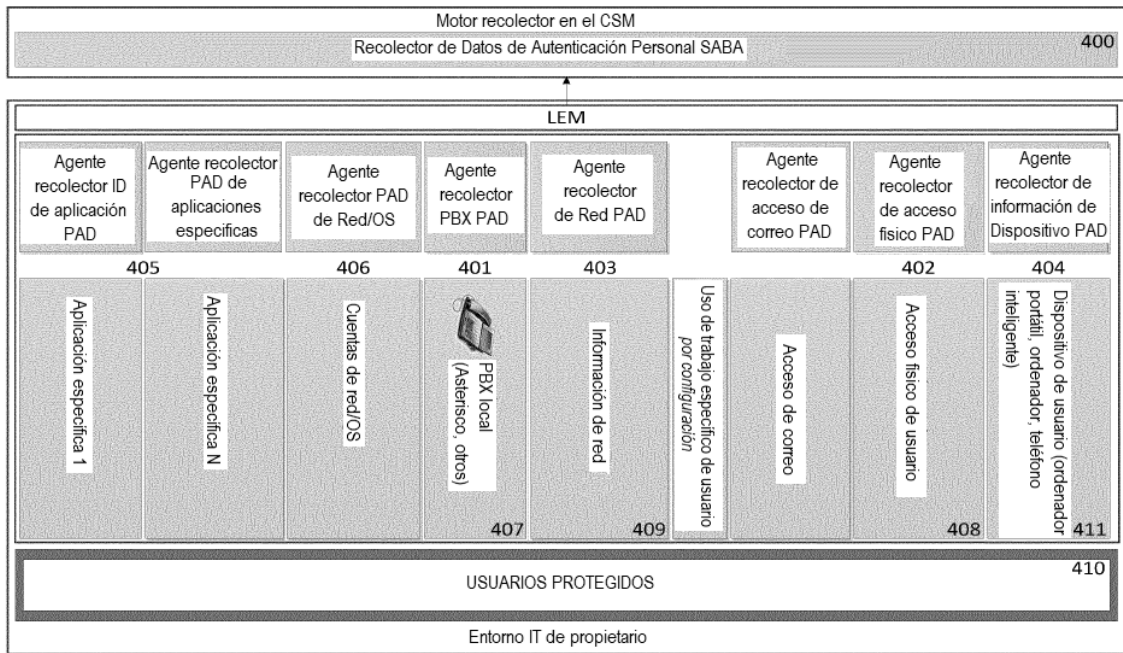 Motor recolector en el CSM
Recolector de Datos de Autenticación Personal SABA
400
LEM
Agente
recolector ID
de aplicación
PAD
Agente recolector
PAD de
aplicaciones
especificas
Agente
recolector PAD
de Red/OS
Agente
recolector
PBX PAD
Agente
recolector
de Red PAD
Agente
recolector de
acceso de
correo PAD
Agente
recolector
de acceso
fisico PAD
Agente
recolector de
información de
Dispositivo PAD
405
406
401
403
402
404
Aplicación específica 1
Aplicación específica N
Cuentas de red/OS
PBX local
(Asterisco, otros)
407
Información de red
409
Uso de trabajo específico de usuario
por configuración
Acceso de correo
Acceso fisico de usuario
408
Dispositivo de usuario (ordenador
portátil, ordenador, teléfono
inteligente)
411
410
USUARIOS PROTEGIDOS
Entorno IT de propietario